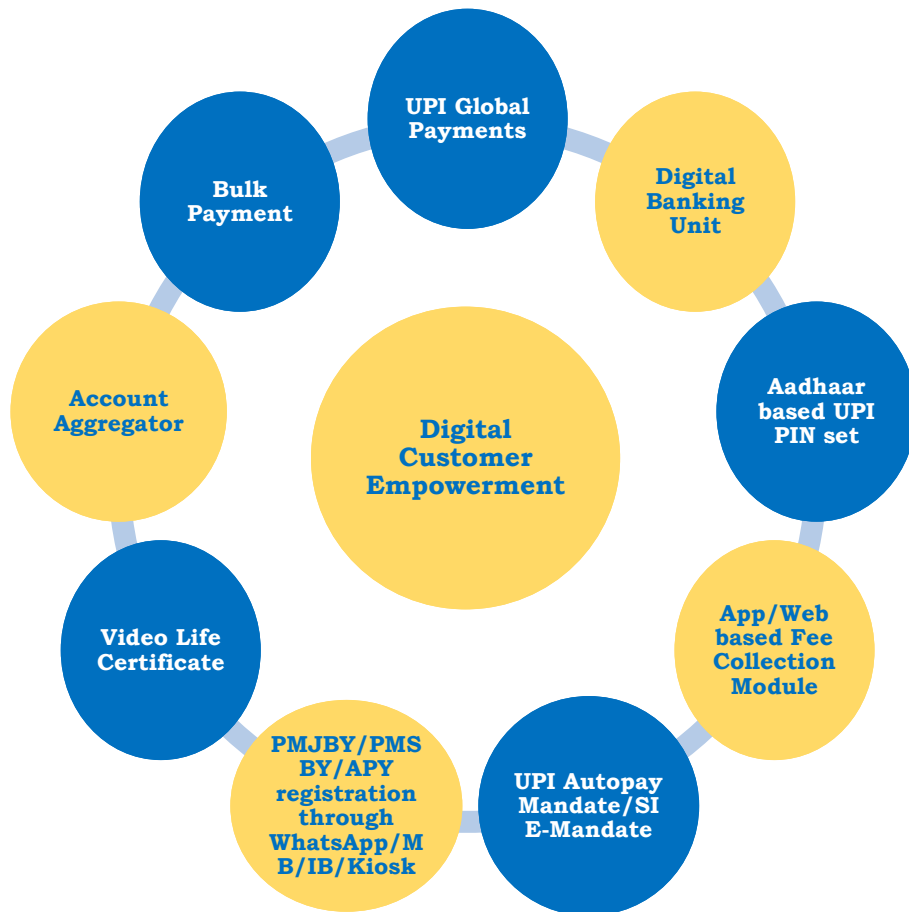 UPI Global
Payments
Digital
Banking
Unit
Aadhaar
based UPI
PIN set
App/Web
based Fee
Collection
Module
UPI Autopay
Mandate/SI
E-Mandate
PMJBY/PMS
BY/APY
registration
through
WhatsApp/M
B/IB/Kiosk
Video Life
Certificate
Account
Aggregator
Bulk
Payment
Digital
Customer
Empowerment